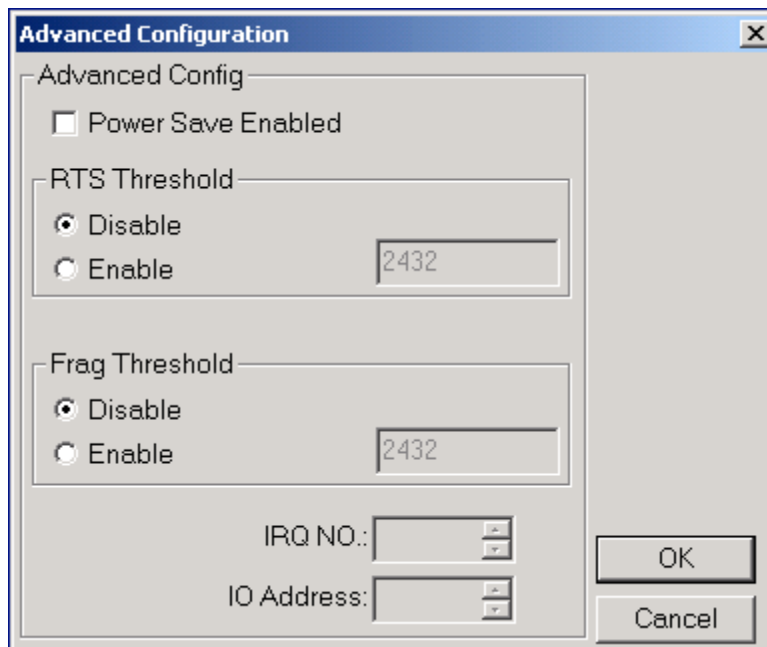 Advanced Configuration
Advanced Config
Power Save Enabled
RTS Threshold
Disable
Enable
2432
Frag Threshold
Disable
Enable
2432
IRQ NO.:
IO Address:
OK
Cancel